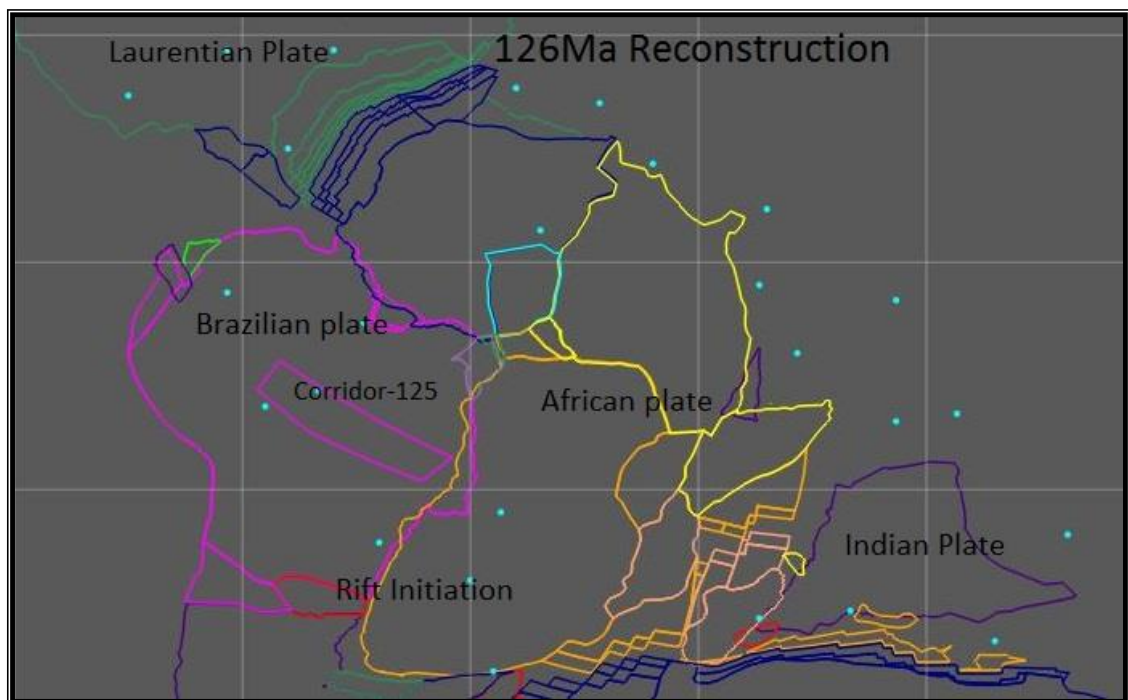 Laurentian Plate
126Ma Reconstruction
Brazilian plate
Corridor-125
African plate
Indian Plate
Rift Initiation